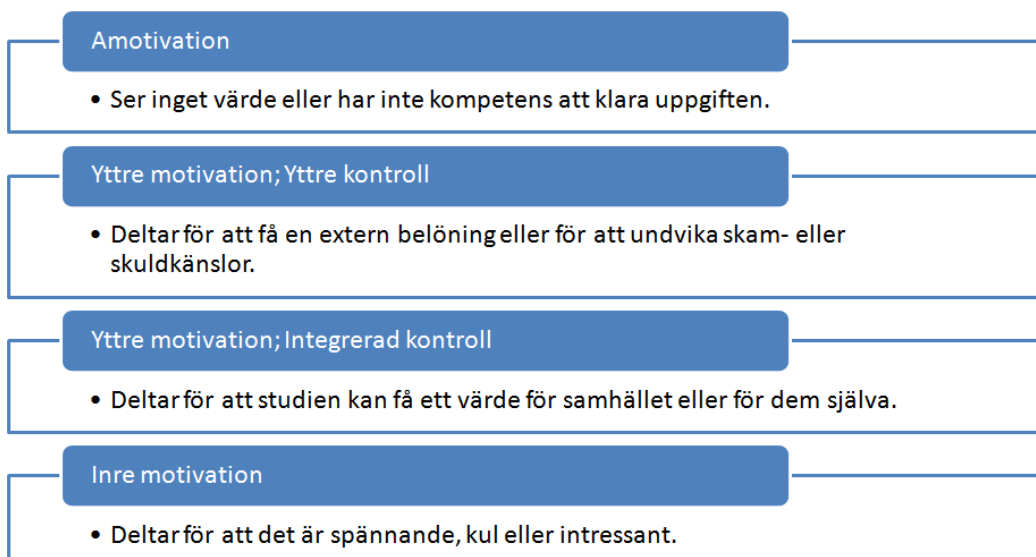 Amotivation
• Ser inget värde eller har inte kompetens att klara uppgiften.
Yttre motivation; Yttre kontroll
• Deltar för att få en extern belöning eller för att undvika skam- eller
skuldkänslor.
Yttre motivation; Integrerad kontroll
• Deltar för att studien kan få ett värde för samhället eller för dem själva.
Inre motivation
• Deltar för att det är spännande, kul eller intressant.